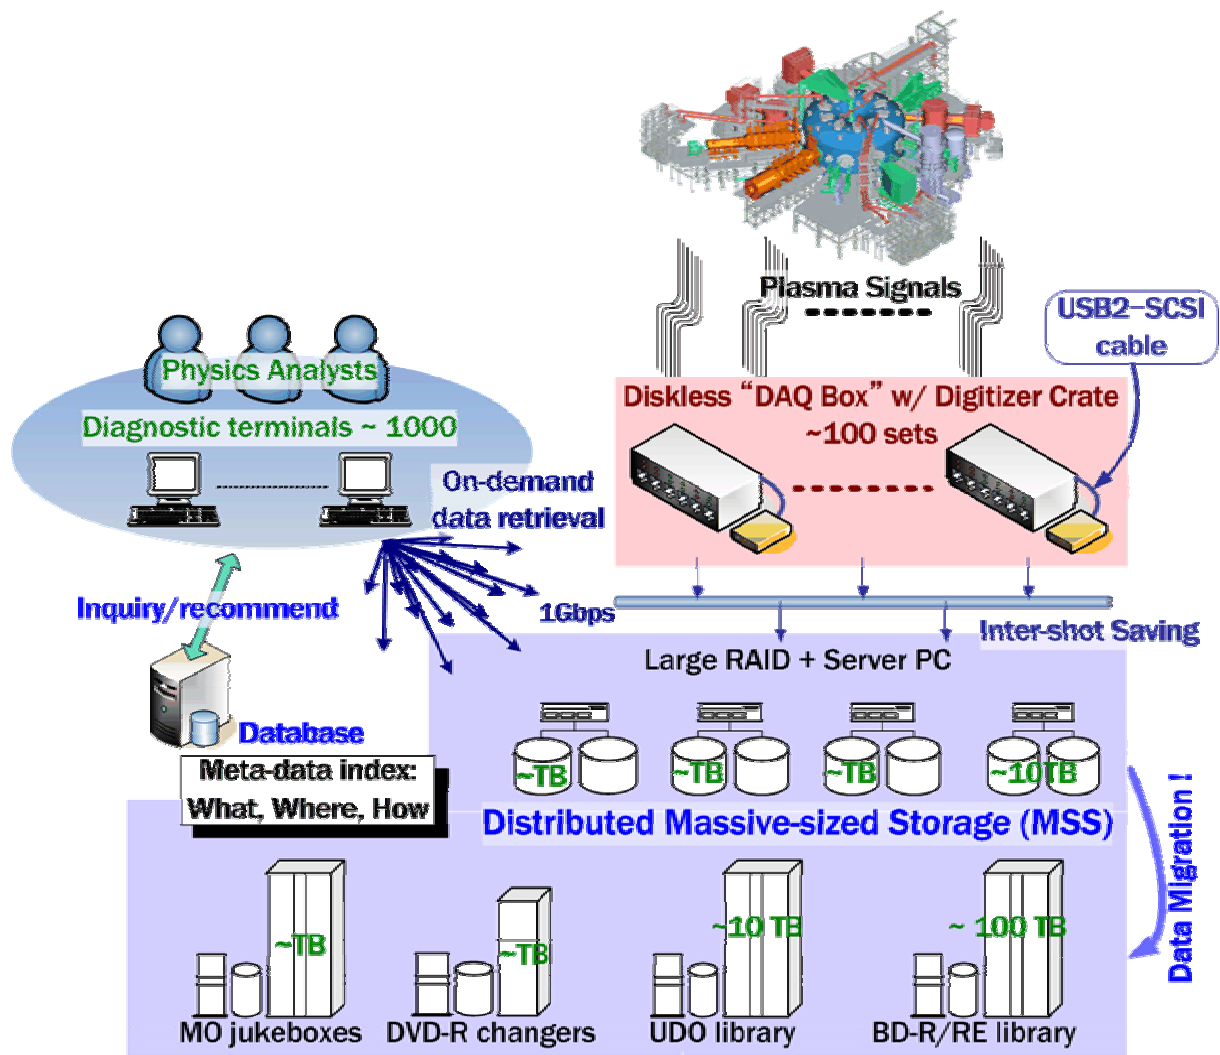 Plasma Signals
USB2-SCSI
cable
Physics Analysts
Diagnostic terminals ~ 1000
Diskless “DAQ Box” w/ Digitizer Crate
~100 sets
On-demand
data retrieval
Inquiry/recommend
1Gbps
Inter-shot Saving
Large RAID + Server PC
Database
Meta-data index:
What, Where, How
~TB
~TB
~TB
~10TB
Distributed Massive-sized Storage (MSS)
Data Migration !
~TB
~TB
~10 TB
~ 100 TB
MO jukeboxes
DVD-R changers
UDO library
BD-R/RE library